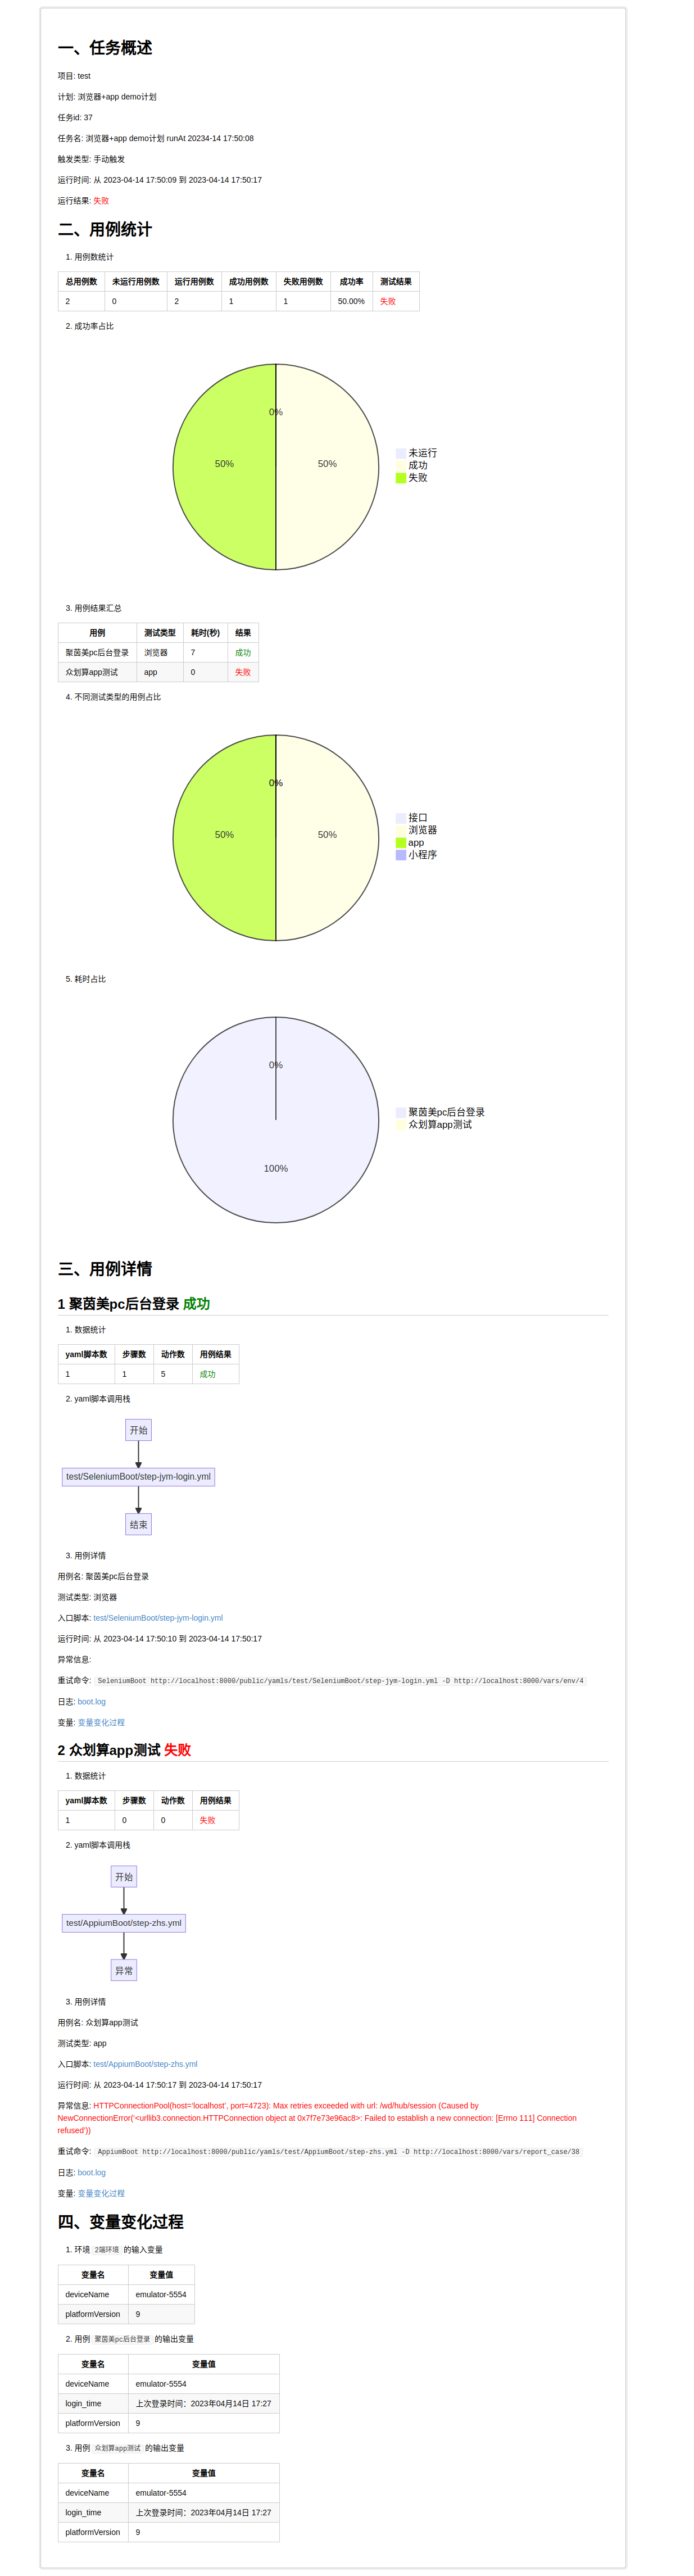 一、任务概述
项目: test
计划: 浏览器+app demo计划
任务id: 37
任务名: 浏览器+app demo计划 runAt 20234-14 17:50:08
触发类型: 手动触发
运行时间: 从 2023-04-14 17:50:09 到 2023-04-14 17:50:17
运行结果: 失败
二、用例统计
1. 用例数统计
总用例数 未运行用例数 运行用例数 成功用例数 失败用例数 成功率 测试结果
2 0 2 1 1 50.00% 失败
2. 成功率占比
0%
50% 50%
未运行
成功
失败
3. 用例结果汇总
用例 测试类型 耗时(秒) 结果
聚茵美pc后台登录 浏览器 7 成功
众划算app测试 app 0 失败
4. 不同测试类型的用例占比
0%
50% 50%
接口
浏览器
app
小程序
5. 耗时占比
0%
100%
聚茵美pc后台登录
众划算app测试
三、用例详情
1 聚茵美pc后台登录 成功
1. 数据统计
yaml脚本数 步骤数 动作数 用例结果
1 1 5 成功
2. yaml脚本调用栈
开始
test/SeleniumBoot/step-jym-login.yml
结束
3. 用例详情
用例名: 聚茵美pc后台登录
测试类型: 浏览器
入口脚本: test/SeleniumBoot/step-jym-login.yml
运行时间: 从 2023-04-14 17:50:10 到 2023-04-14 17:50:17
异常信息:
重试命令: SeleniumBoot http://localhost:8000/public/yamls/test/SeleniumBoot/step-jym-login.yml -D http://localhost:8000/vars/env/4
日志: boot.log
变量: 变量变化过程
2 众划算app测试 失败
1. 数据统计
yaml脚本数 步骤数 动作数 用例结果
1 0 0 失败
2. yaml脚本调用栈
开始
test/AppiumBoot/step-zhs.yml
异常
3. 用例详情
用例名: 众划算app测试
测试类型: app
入口脚本: test/AppiumBoot/step-zhs.yml
运行时间: 从 2023-04-14 17:50:17 到 2023-04-14 17:50:17
异常信息: HTTPConnectionPool(host='localhost', port=4723): Max retries exceeded with url: /wd/hub/session (Caused by
NewConnectionError('<urllib3.connection.HTTPConnection object at 0x7f7e73e96ac8>: Failed to establish a new connection: [Errno 111] Connection
refused'))
重试命令: AppiumBoot http://localhost:8000/public/yamls/test/AppiumBoot/step-zhs.yml -D http://localhost:8000/vars/report_case/38
日志: boot.log
变量: 变量变化过程
四、变量变化过程
1. 环境 2端环境 的输入变量
变量名 变量值
deviceName emulator-5554
platformVersion 9
2. 用例 聚茵美pc后台登录 的输出变量
变量名 变量值
deviceName emulator-5554
login_time 上次登录时间：2023年04月14日 17:27
platformVersion 9
3. 用例 众划算app测试 的输出变量
变量名 变量值
deviceName emulator-5554
login_time 上次登录时间：2023年04月14日 17:27
platformVersion 9